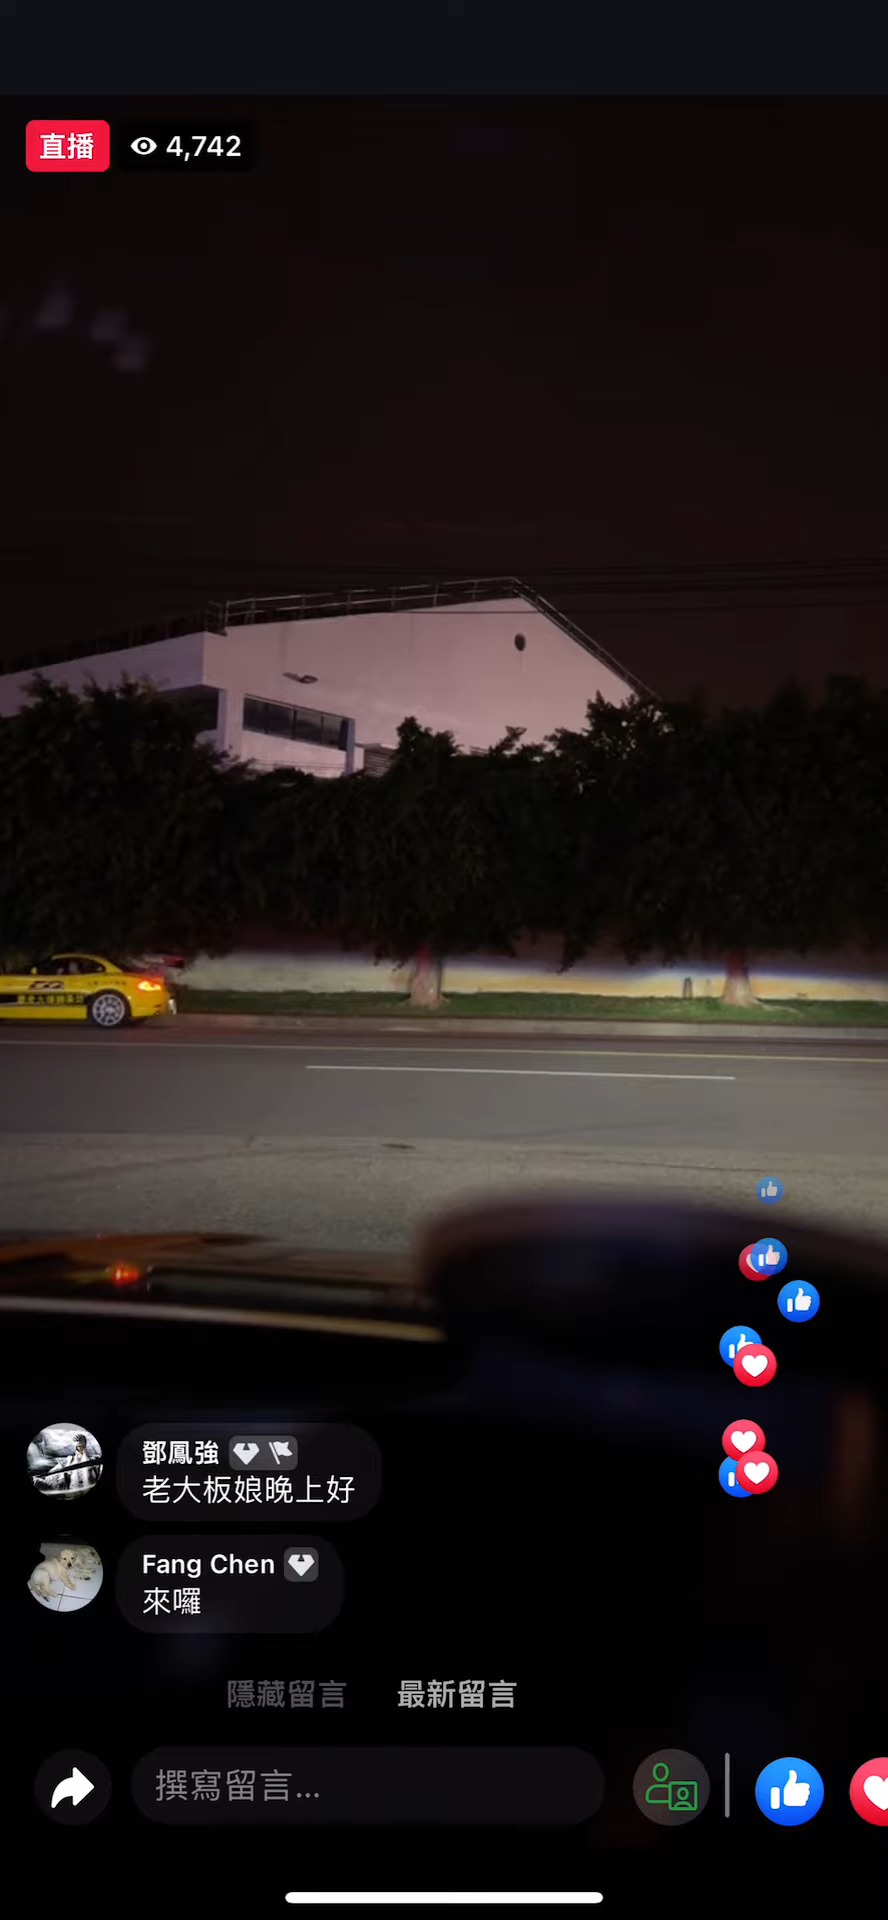 直播
4,742
鄧鳳強
老大板娘晚上好
Fang Chen
來囉
隱藏留言 最新留言
撰寫留言...